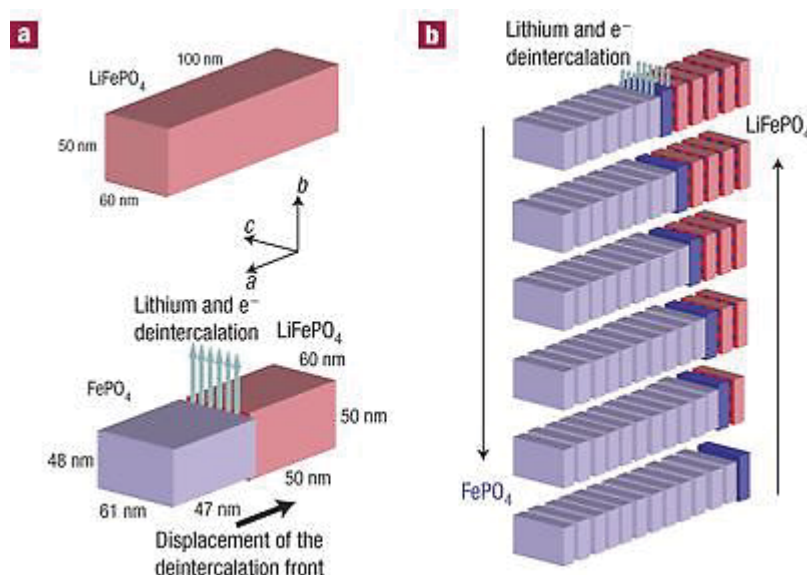 a
100 nm
LiFePO₄
50 nm
60 nm
b
c
a
Lithium and e⁻
deintercalation
LiFePO₄
60 nm
FePO₄
50 nm
48 nm
50 nm
61 nm
47 nm
Displacement of the
deintercalation front
b
Lithium and e⁻
deintercalation
LiFePO₄
FePO₄